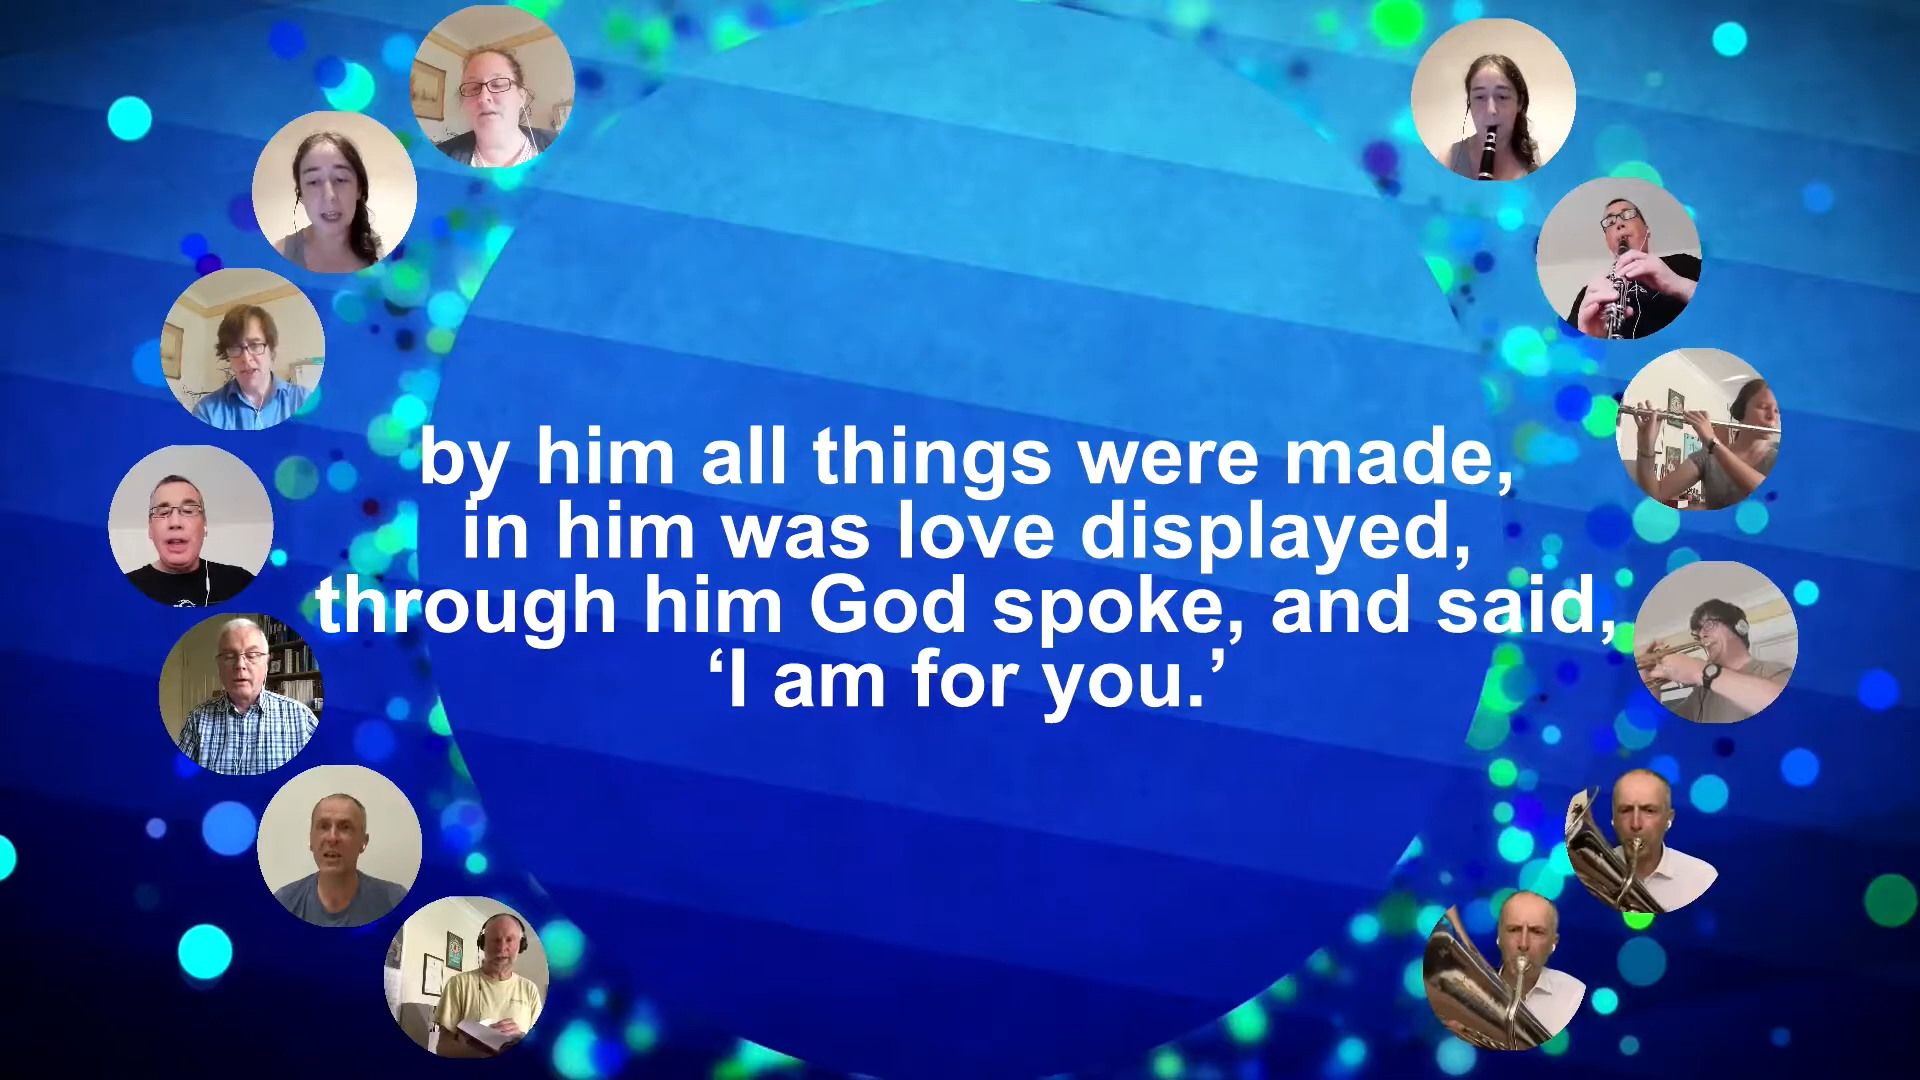 by him all things were made,
in him was love displayed,
through him God spoke, and said,
‘I am for you.’